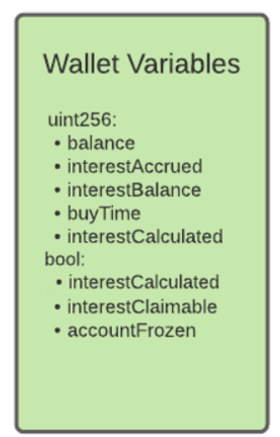 Wallet Variables
uint256:
• balance
• interestAccrued
• interestBalance
• buyTime
• interestCalculated
bool:
• interestCalculated
• interestClaimable
• accountFrozen